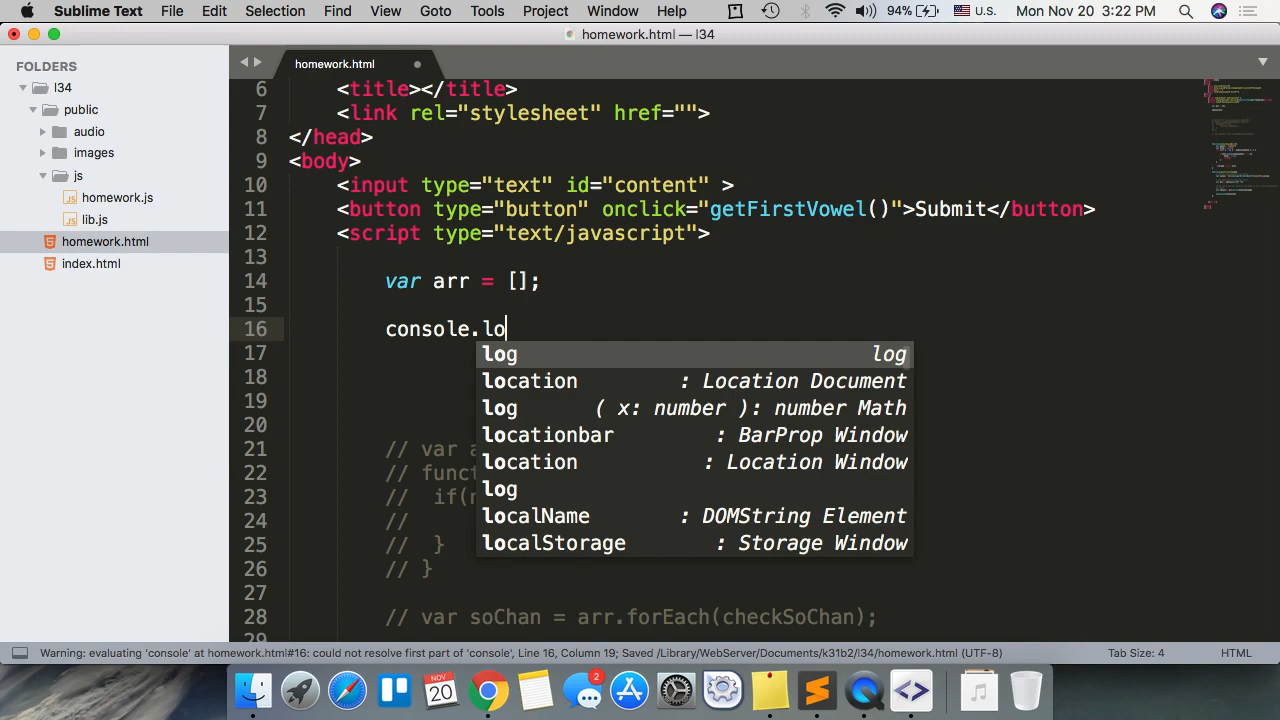 Sublime Text File Edit Selection Find View Goto Tools Project Window Help 94% U.S. Mon Nov 20 3:22 PM
homework.html — l34
FOLDERS
l34
public
audio
images
js
homework.js
lib.js
homework.html
index.html
homework.html
6 <title></title>
7 <link rel="stylesheet" href="">
8 </head>
9 <body>
10 <input type="text" id="content" >
11 <button type="button" onclick="getFirstVowel()">Submit</button>
12 <script type="text/javascript">
13
14 var arr = [];
15
16 console.lo
17
18
19
20
21 // var a
22 // funct
23 // if(n
24 //
25 // }
26 // }
27
28 // var soChan = arr.forEach(checkSoChan);
29
log log
location : Location Document
log ( x: number ): number Math
locationbar : BarProp Window
location : Location Window
log
localName : DOMString Element
localStorage : Storage Window
Warning: evaluating 'console' at homework.html#16: could not resolve first part of 'console', Line 16, Column 19; Saved /Library/WebServer/Documents/k31b2/l34/homework.html (UTF-8) Tab Size: 4 HTML
NOV
20
2